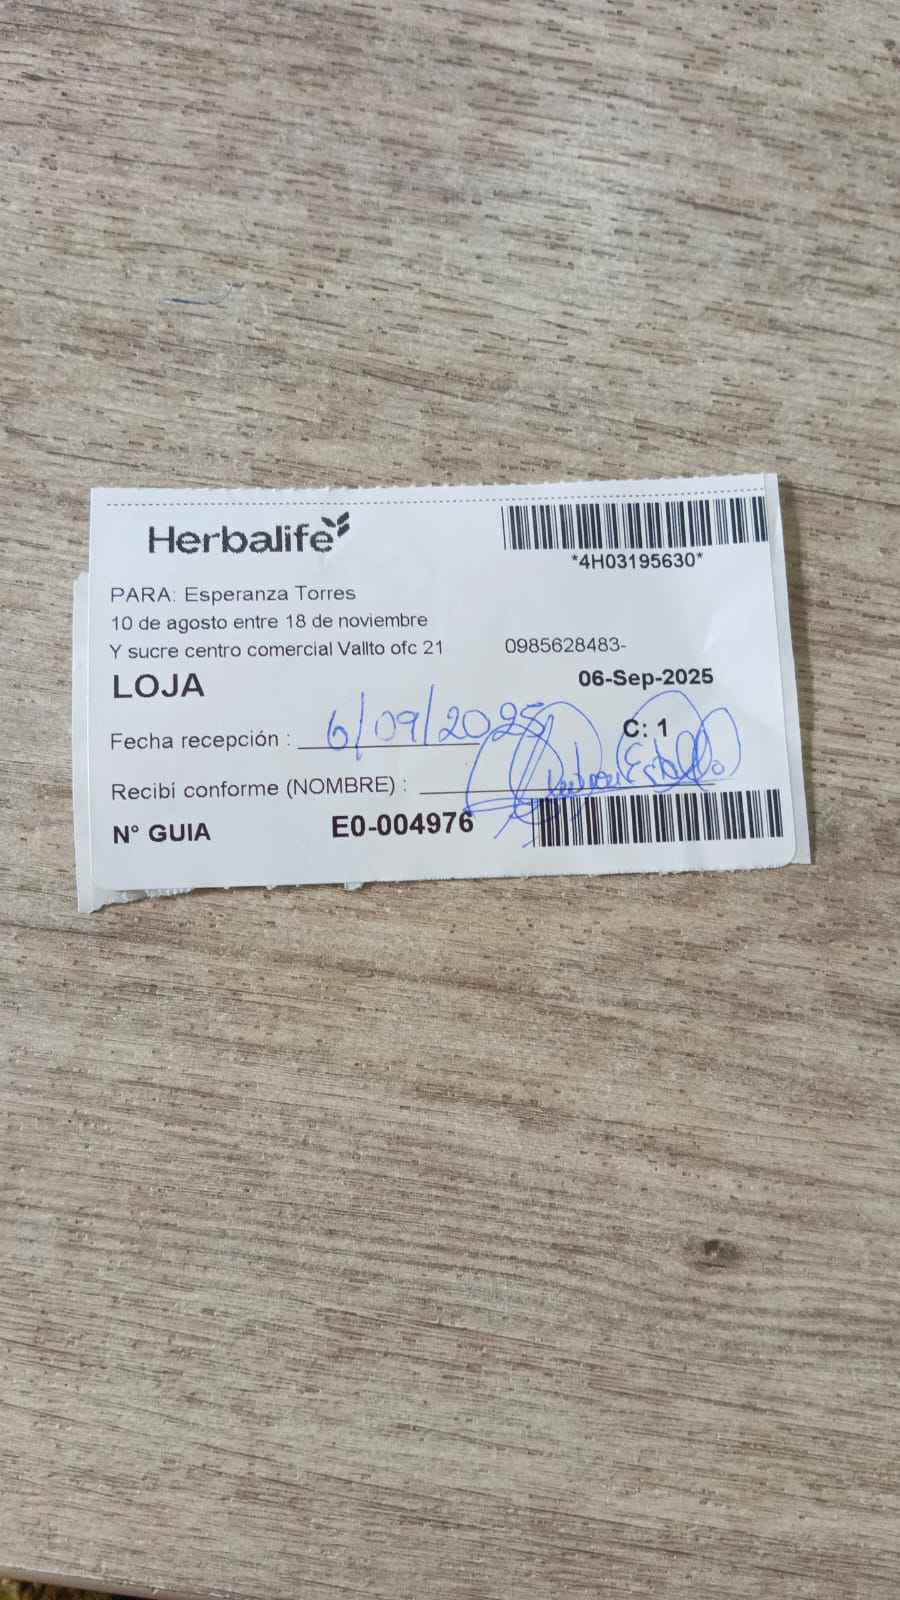 Herbalife
*4H03195630*
PARA: Esperanza Torres
10 de agosto entre 18 de noviembre
Y sucre centro comercial Vallto ofc 21 0985628483-
LOJA 06-Sep-2025
Fecha recepción : 6/09/2025 C: 1
Recibí conforme (NOMBRE) :
N° GUIA E0-004976